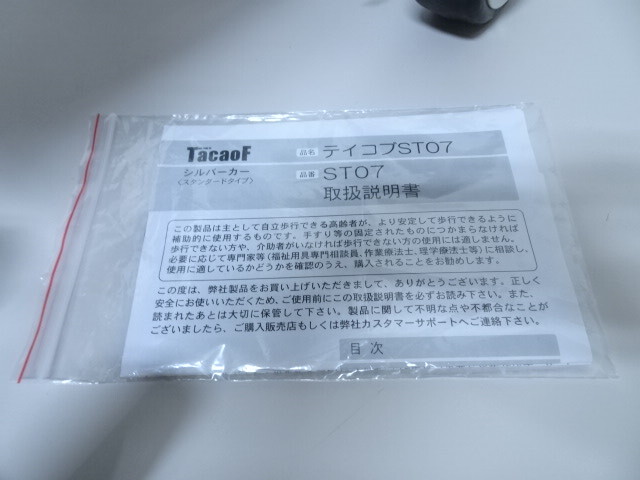 TacaoF
品名 テイコブST07
シルバーカー
〈スタンダードタイプ〉
品番 ST07
取扱説明書
この製品は主として自立歩行できる高齢者が、より安定して歩行できるように
補助的に使用するものです。手すり等の固定されたものにつかまらなければ
歩行できない方や、介助者がいなければ歩行できない方の使用には適しません。
必要に応じて専門家等(福祉用具専門相談員、作業療法士、理学療法士等)に相談し、
使用に適しているかどうかを確認のうえ、購入されることをお勧めします。
この度は、弊社製品をお買い上げいただきまして、ありがとうございます。正しく
安全にお使いいただくため、ご使用前にこの取扱説明書を必ずお読み下さい。また、
読まれたあとは大切に保管して下さい。製品に関して不明な点や不都合なことが
ございましたら、ご購入販売店もしくは弊社カスタマーサポートへご連絡下さい。
目 次